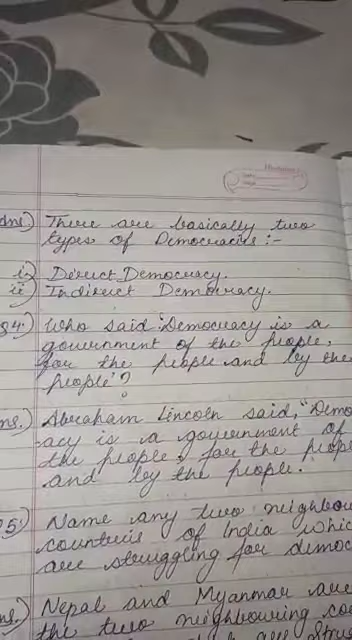 Ans) There are basically two
types of Democracies :-
i) Direct Democracy.
ii) Indirect Democracy.
Q4.) Who said "Democracy is a
government of the people,
for the people and by the
people"?
Ans.) Abraham Lincoln said, "Demo
-acy is a government of
the people, for the peop
and by the people."
5.) Name any two neighbou
countries of India whic
are struggling for democ
Ans.) Nepal and Myanmar are
the two neighbouring co